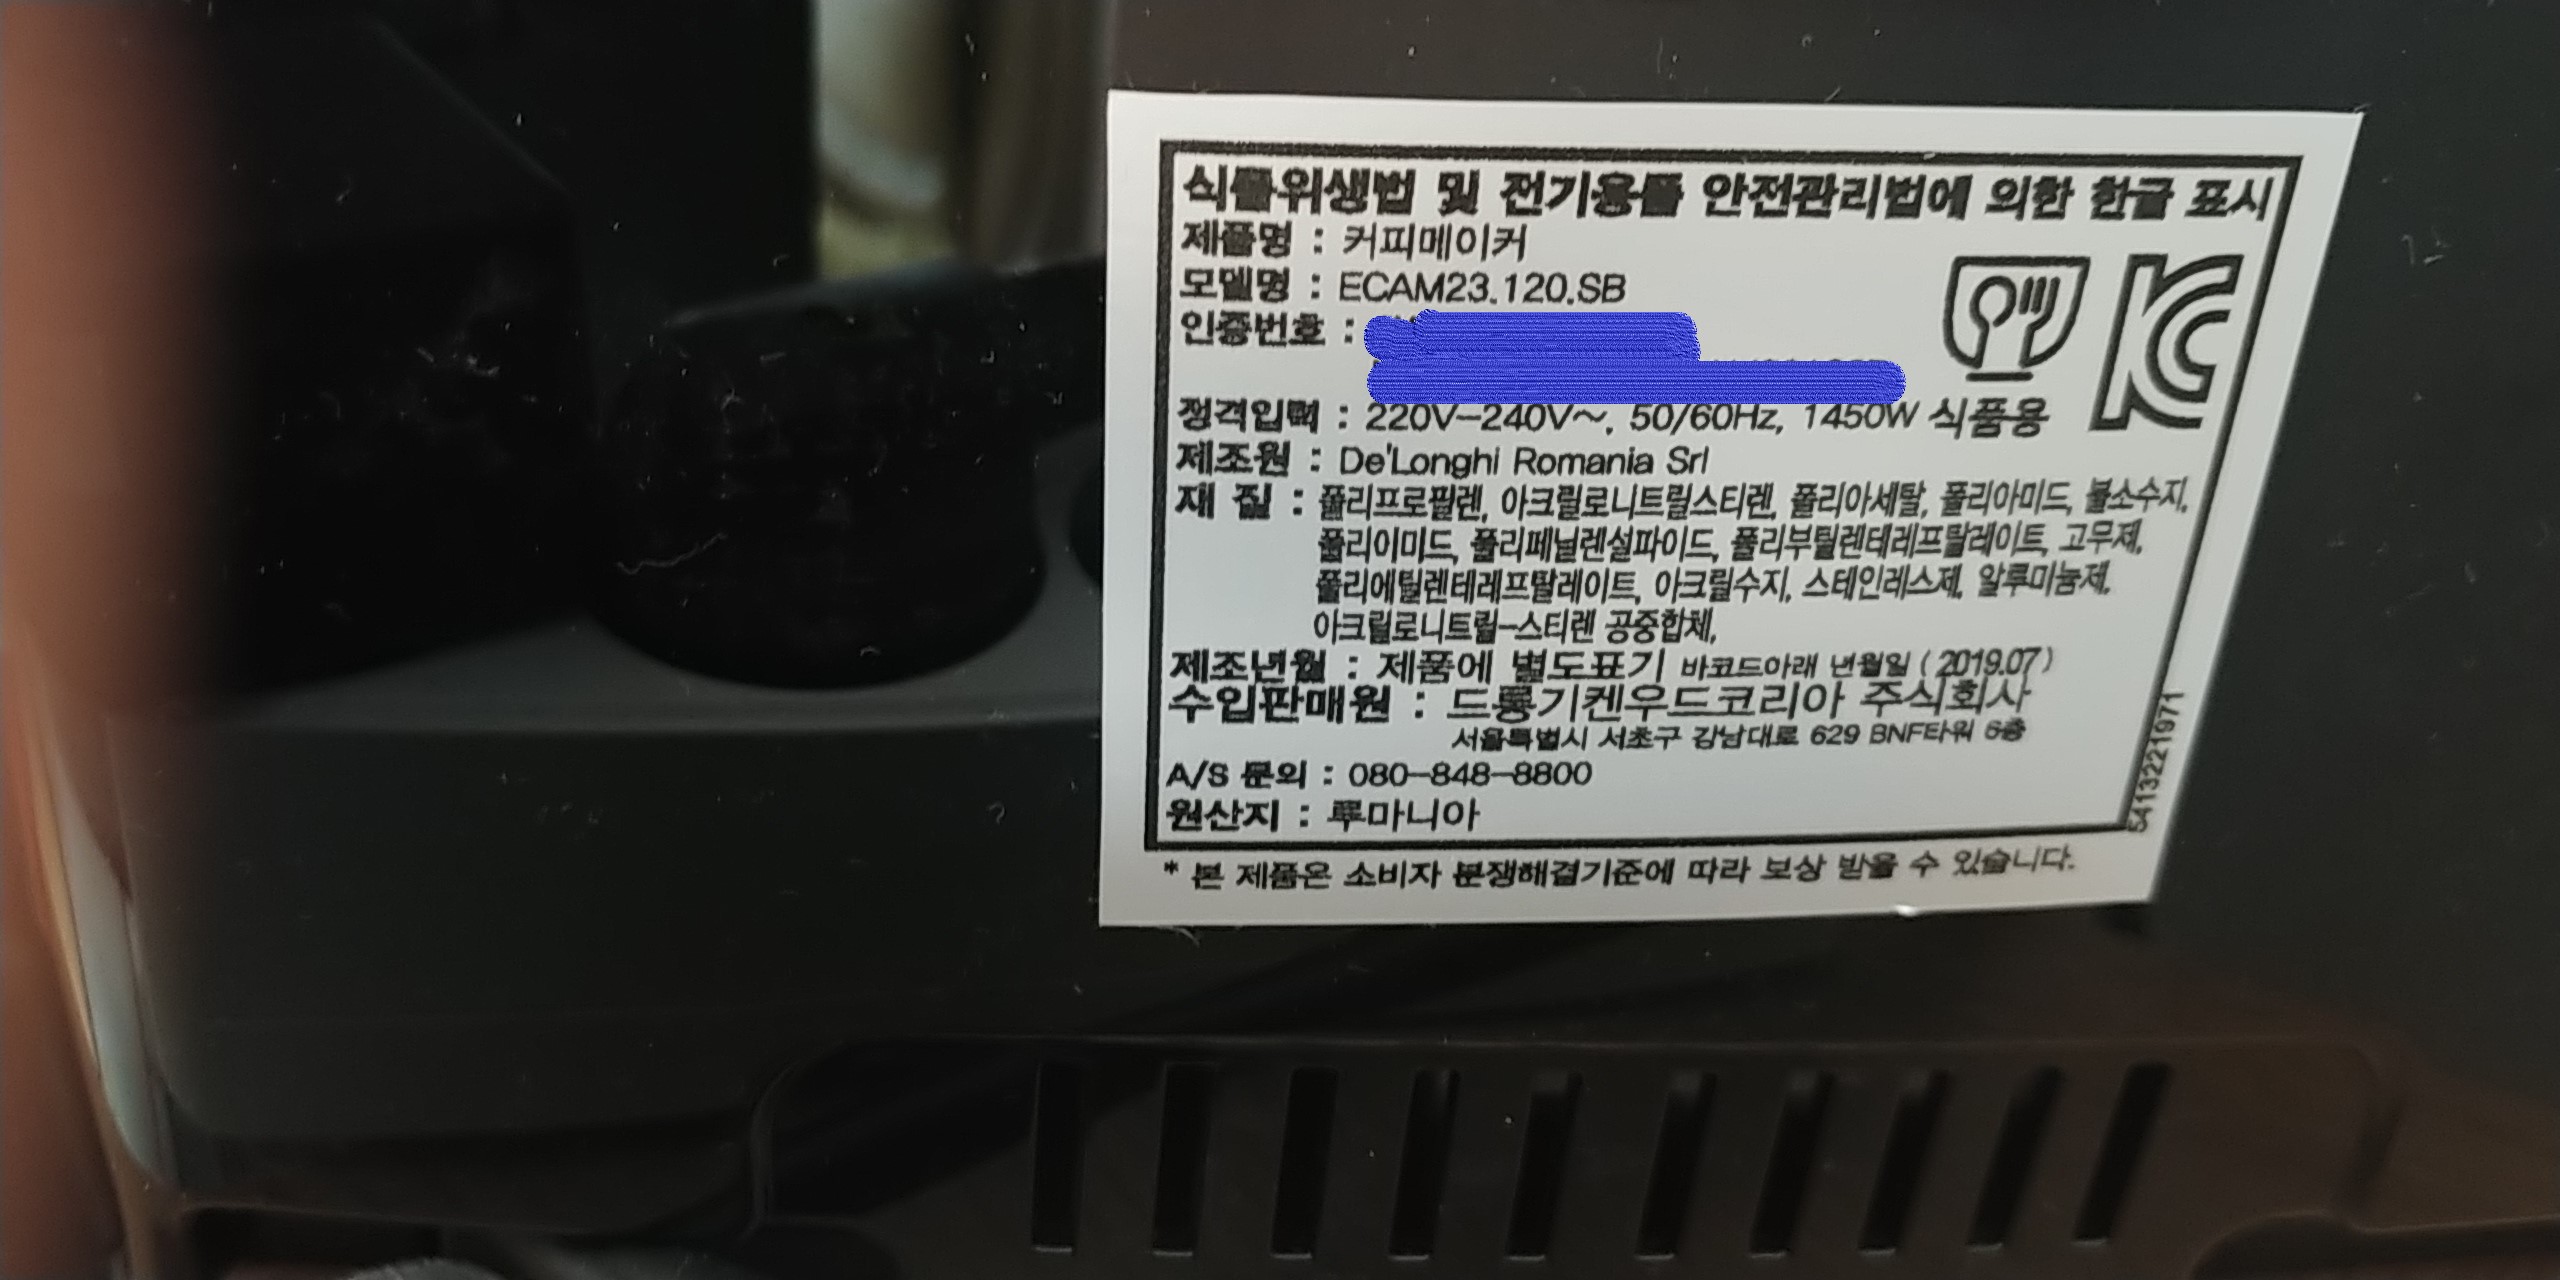 식품위생법 및 전기용품 안전관리법에 의한 한글 표시
제품명 : 커피메이커
모델명 : ECAM23.120.SB
인증번호 :
정격입력 : 220V-240V~, 50/60Hz, 1450W 식품용
제조원 : De'Longhi Romania Srl
재 질 : 폴리프로필렌, 아크릴로니트릴스티렌, 폴리아세탈, 폴리아미드, 불소수지,
폴리이미드, 폴리페닐렌설파이드, 폴리부틸렌테레프탈레이트, 고무제,
폴리에틸렌테레프탈레이트, 아크릴수지, 스테인레스제, 알루미늄제,
아크릴로니트릴-스티렌 공중합체,
제조년월 : 제품에 별도표기 바코드아래 년월일 ( 2019.07 )
수입판매원 : 드롱기켄우드코리아 주식회사
서울특별시 서초구 강남대로 629 BNF타워 6층
A/S 문의 : 080-848-8800
원산지 : 루마니아
5413221971
* 본 제품은 소비자 분쟁해결기준에 따라 보상 받을 수 있습니다.